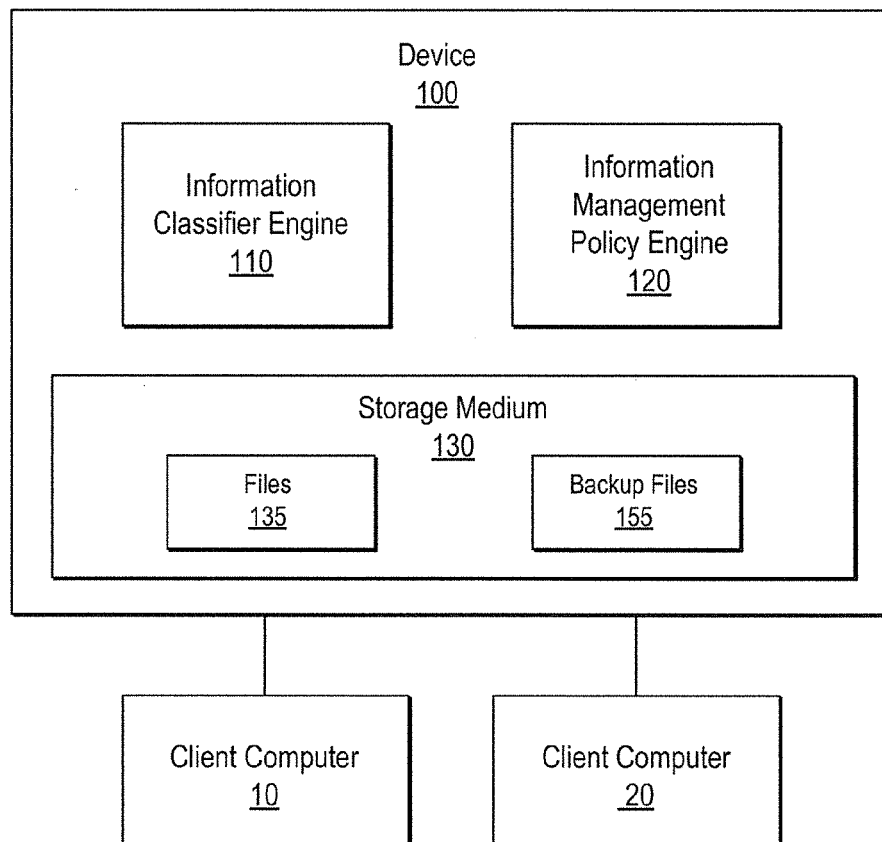 Device
100
Information
Classifier Engine
110
Information
Management
Policy Engine
120
Storage Medium
130
Files
135
Backup Files
155
Client Computer
10
Client Computer
20